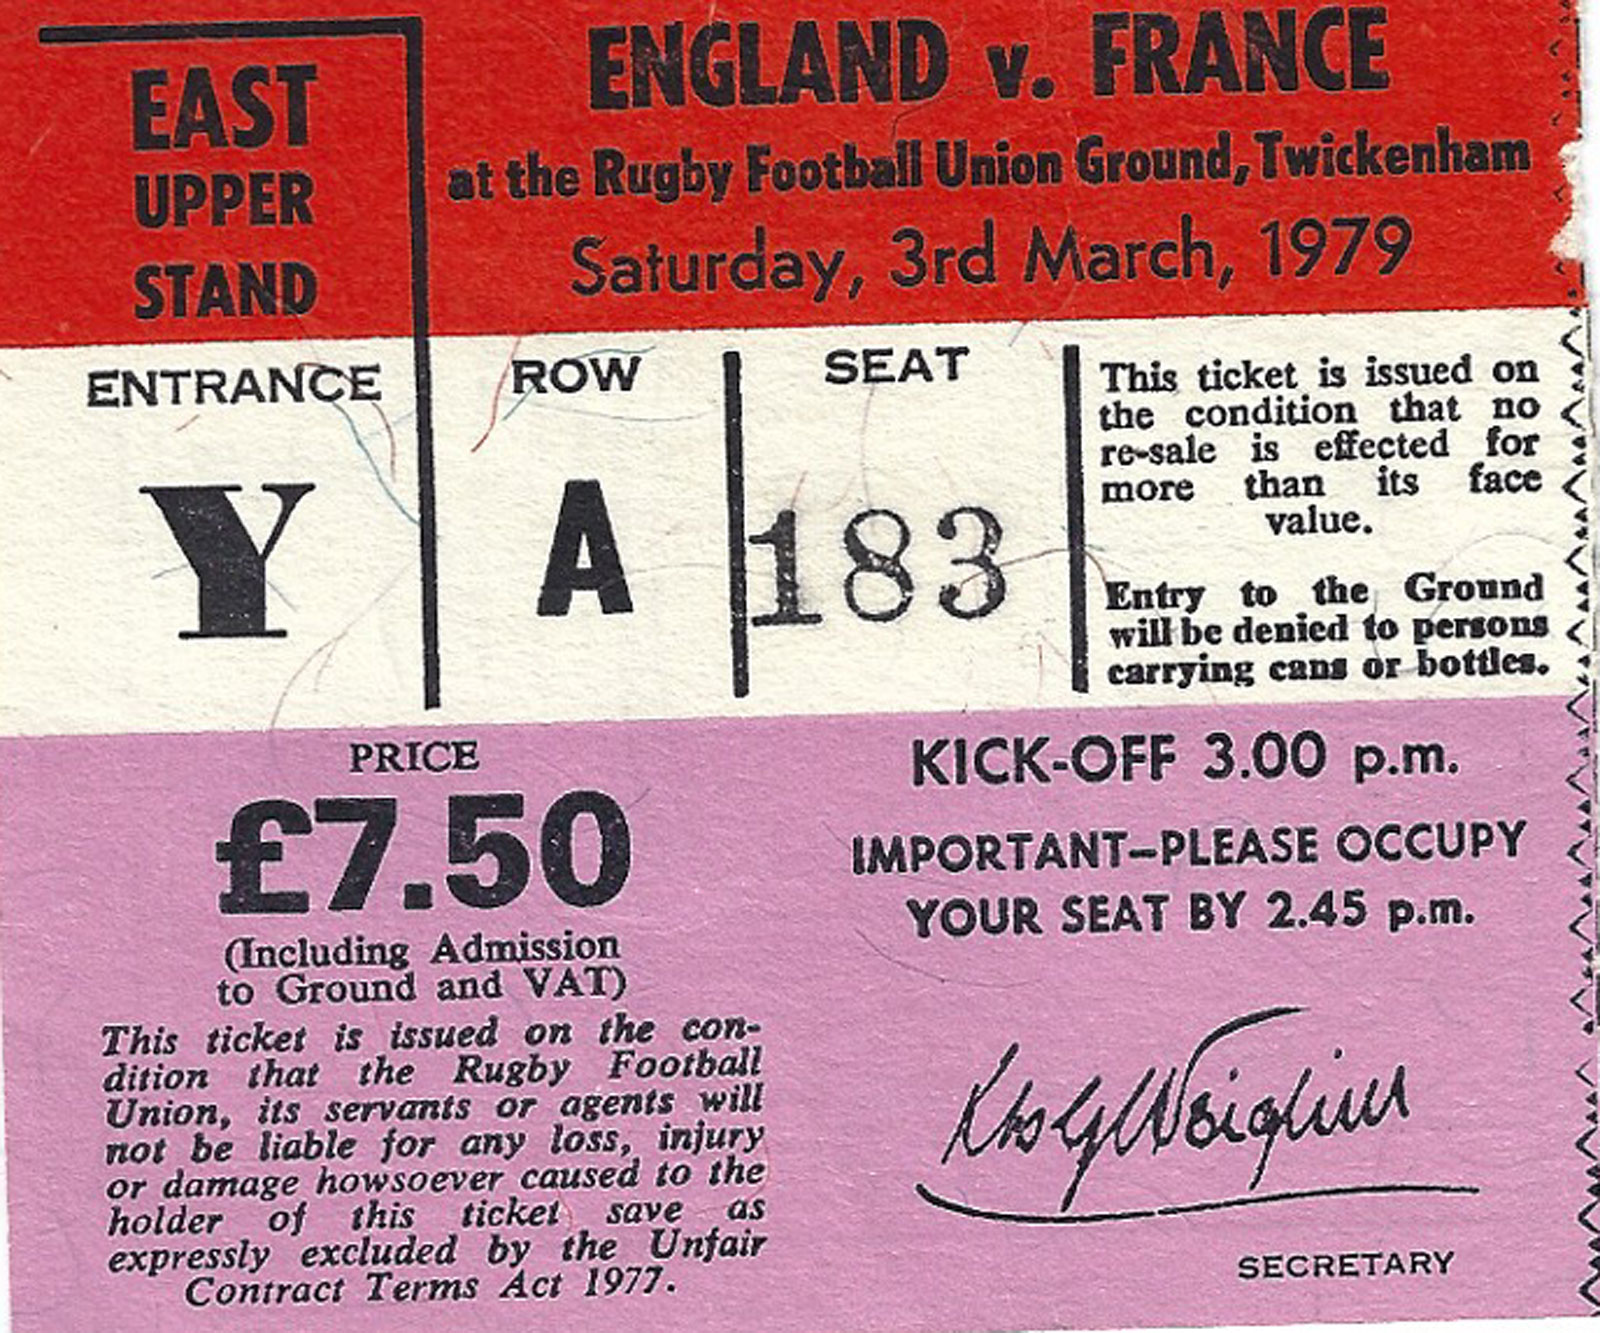 EAST
UPPER
STAND
ENGLAND v. FRANCE
at the Rugby Football Union Ground, Twickenham
Saturday, 3rd March, 1979
ENTRANCE
Y
ROW
A
SEAT
183
This ticket is issued on
the condition that no
re-sale is effected for
more than its face
value.
Entry to the Ground
will be denied to persons
carrying cans or bottles.
PRICE
£7.50
(Including Admission
to Ground and VAT)
This ticket is issued on the con-
dition that the Rugby Football
Union, its servants or agents will
not be liable for any loss, injury
or damage howsoever caused to the
holder of this ticket save as
expressly excluded by the Unfair
Contract Terms Act 1977.
KICK-OFF 3.00 p.m.
IMPORTANT–PLEASE OCCUPY
YOUR SEAT BY 2.45 p.m.
SECRETARY